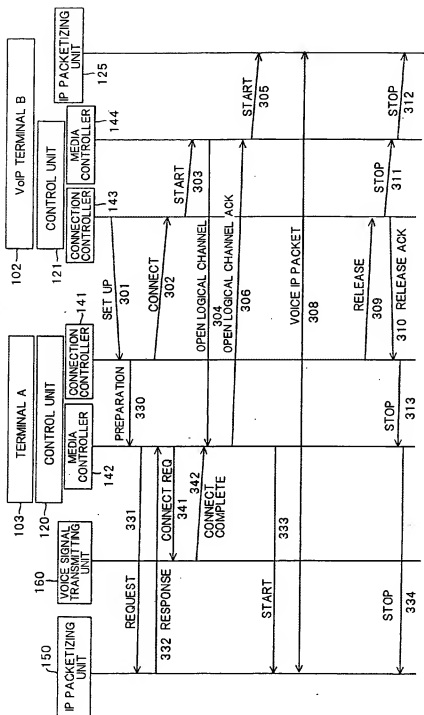 103
TERMINAL A
102
VoIP TERMINAL B
120
CONTROL UNIT
121
CONTROL UNIT
150
IP PACKETIZING
UNIT
160
VOICE SIGNAL
TRANSMITTING
UNIT
142
MEDIA
CONTROLLER
141
CONNECTION
CONTROLLER
143
CONNECTION
CONTROLLER
144
MEDIA
CONTROLLER
125
IP PACKETIZING
UNIT
SET UP
301
PREPARATION
330
CONNECT
302
REQUEST
331
332 RESPONSE
CONNECT REQ
341
342
CONNECT
COMPLETE
START
303
OPEN LOGICAL CHANNEL
304
OPEN LOGICAL CHANNEL ACK
306
START
305
START
333
VOICE IP PACKET
308
RELEASE
309
310 RELEASE ACK
STOP
311
STOP
312
STOP
313
STOP
334